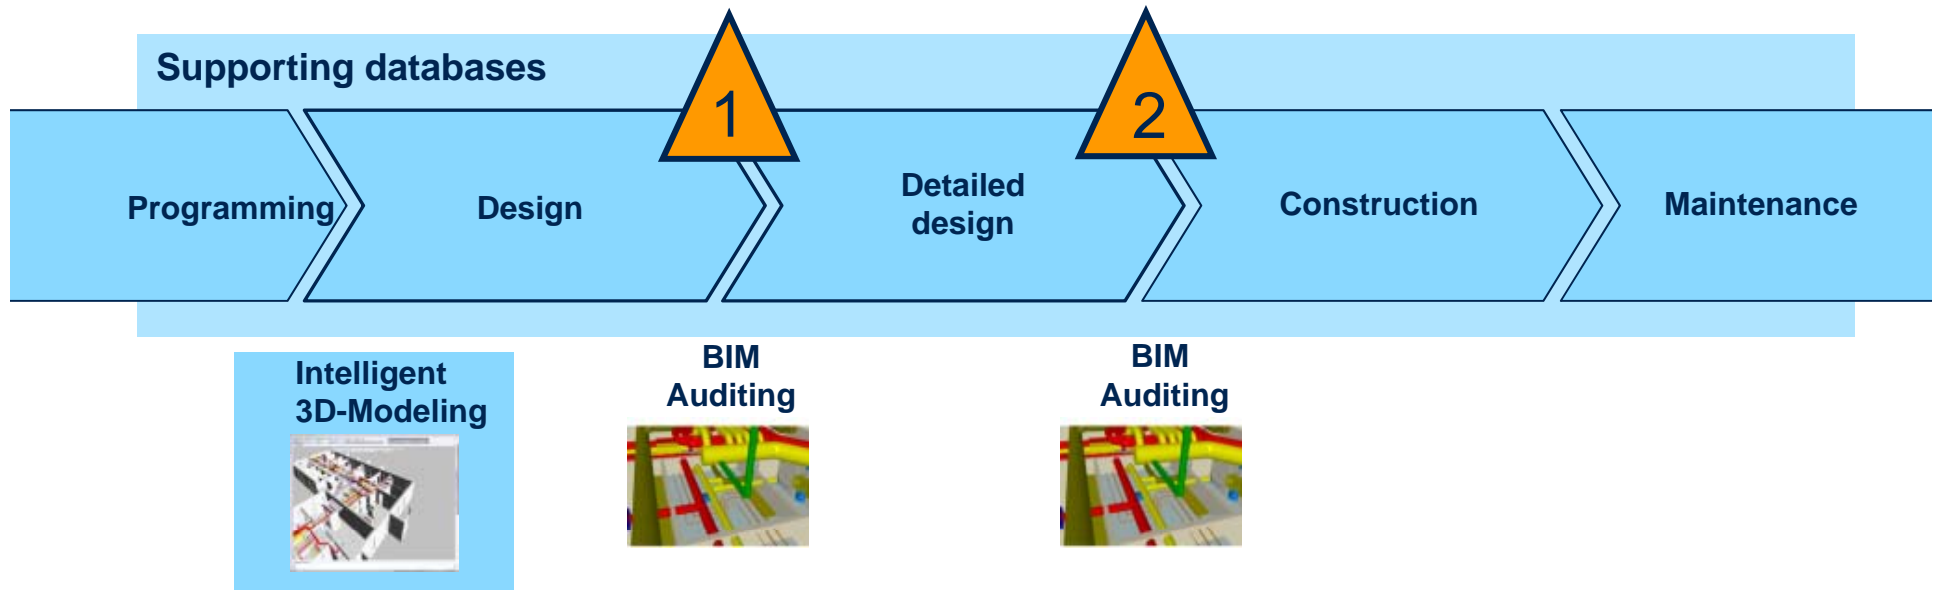 Supporting databases
1
2
Programming
Design
Detailed
design
Construction
Maintenance
Intelligent
3D-Modeling
BIM
Auditing
BIM
Auditing